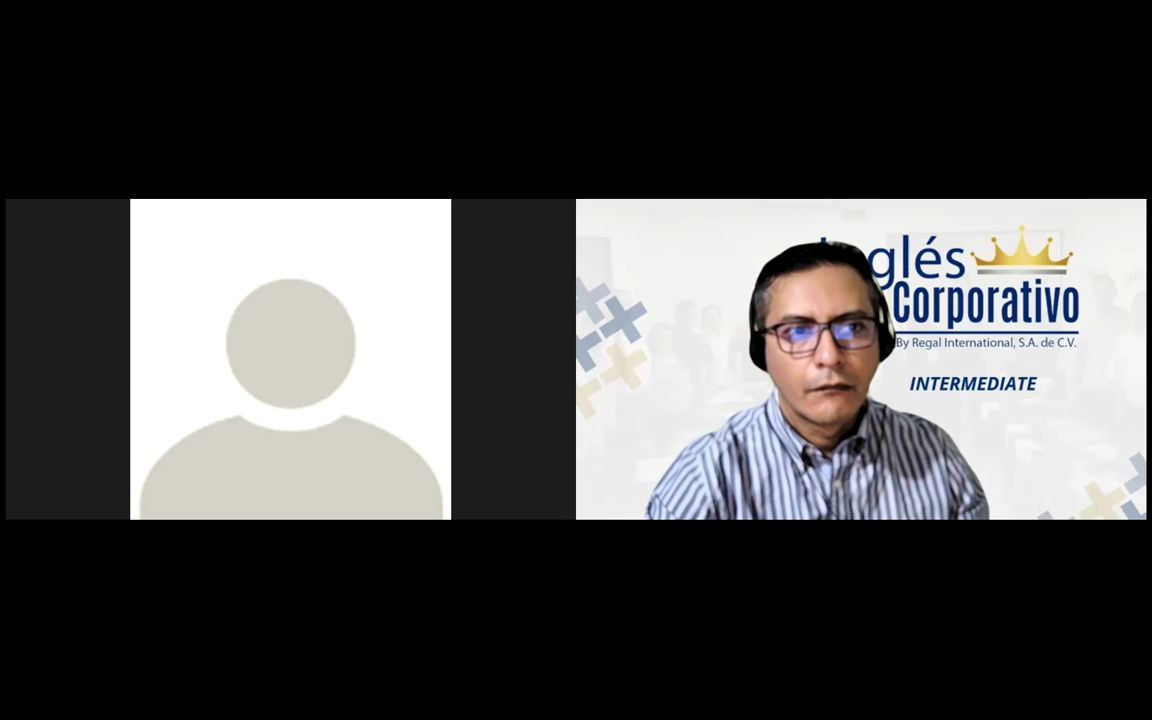 glés
Corporativo
By Regal International, S.A. de C.V.
INTERMEDIATE